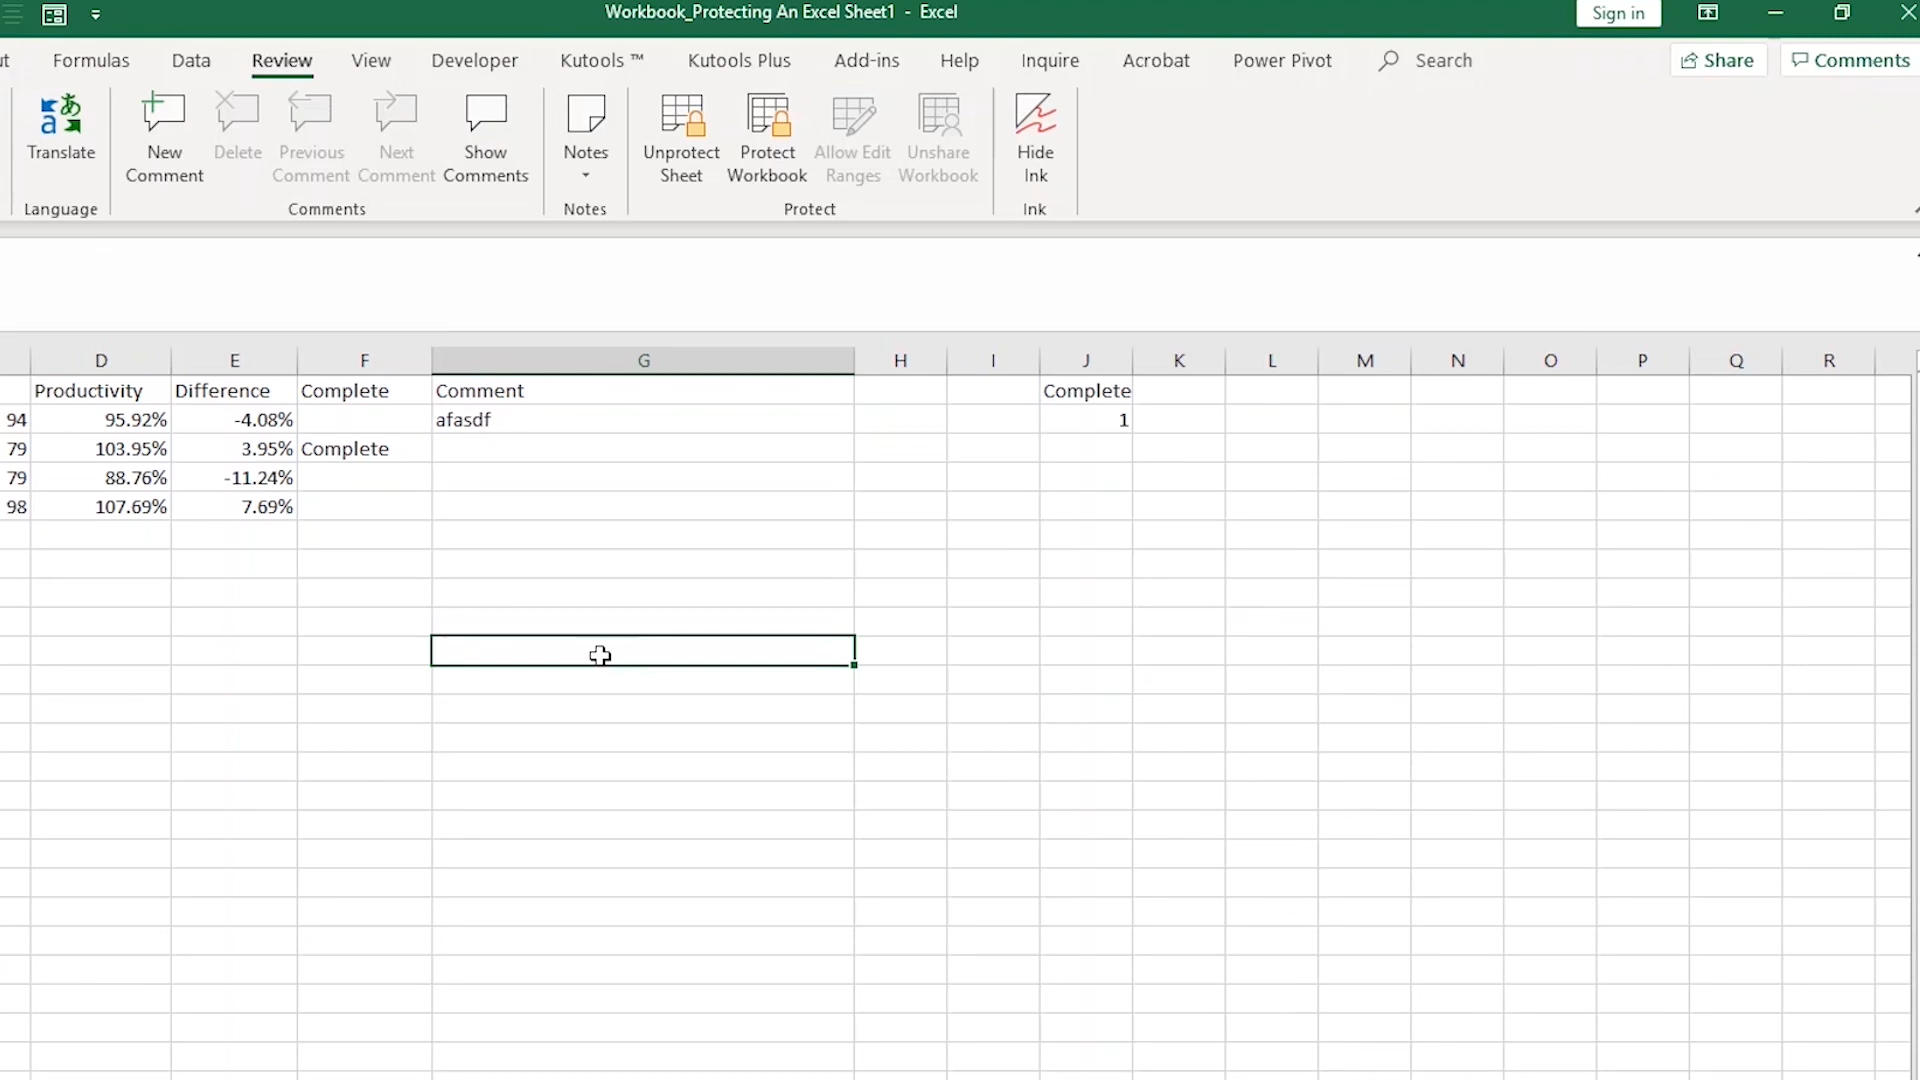 Workbook_Protecting An Excel Sheet1 - Excel
Sign in
Formulas Data Review View Developer Kutools ™ Kutools Plus Add-ins Help Inquire Acrobat Power Pivot Search Share Comments
Translate
New Comment
Delete
Previous Comment
Next Comment
Show Comments
Notes
Unprotect Sheet
Protect Workbook
Allow Edit Ranges
Unshare Workbook
Hide Ink
Language Comments Notes Protect Ink
D E F G H I J K L M N O P Q R
Productivity Difference Complete Comment Complete
94 95.92% -4.08% afasdf 1
79 103.95% 3.95% Complete
79 88.76% -11.24%
98 107.69% 7.69%